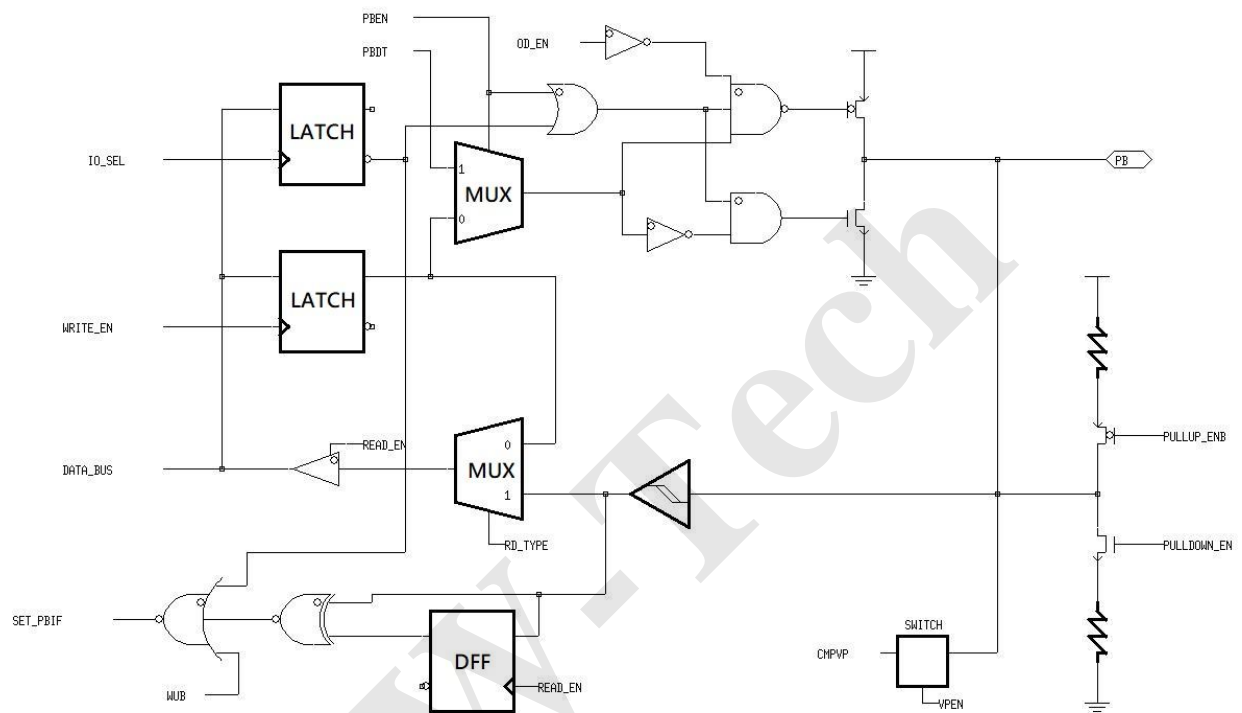 PBEN
PBDT
OD_EN
LATCH
IO_SEL
1
MUX
0
PB
LATCH
WRITE_EN
READ_EN
DATA_BUS
0
MUX
1
RD_TYPE
PULLUP_ENB
PULLDOWN_EN
SET_PBIF
WUB
DFF
READ_EN
SWITCH
CMPVP
VPEN
W-Tech